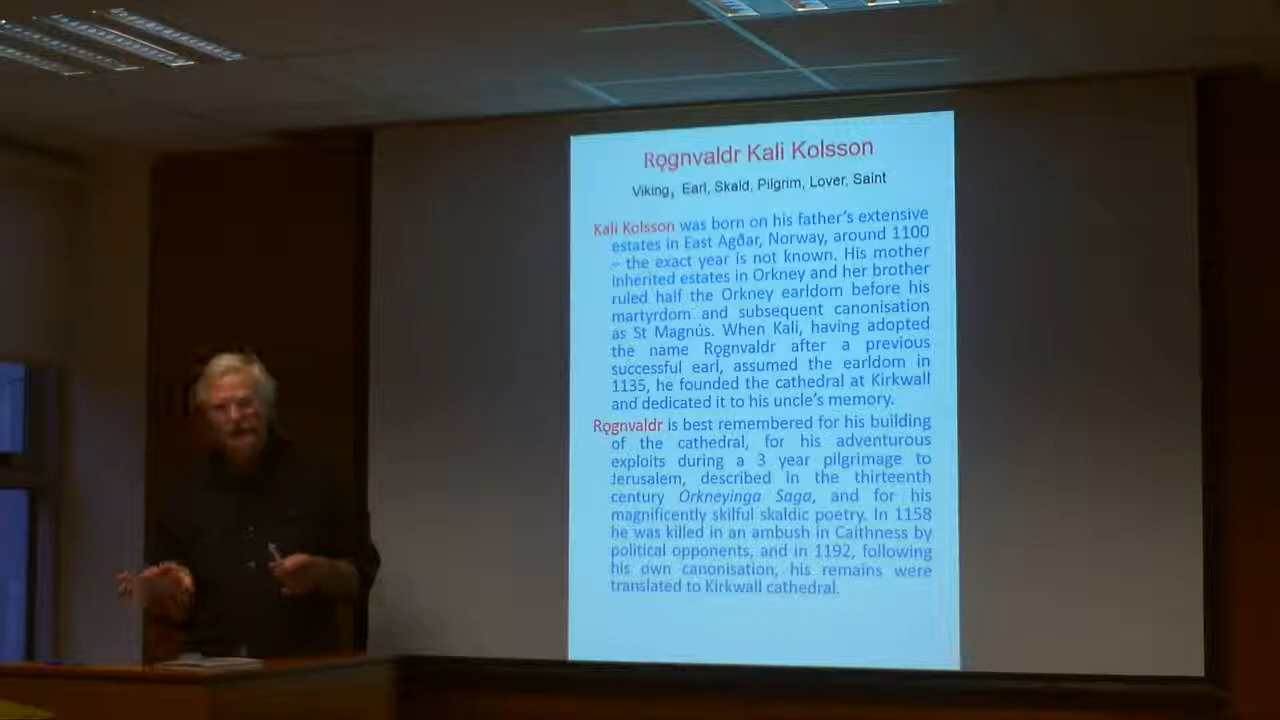 Rǫgnvaldr Kali Kolsson
Viking, Earl, Skald, Pilgrim, Lover, Saint
Kali Kolsson was born on his father's extensive
estates in East Agðar, Norway, around 1100
– the exact year is not known. His mother
inherited estates in Orkney and her brother
ruled half the Orkney earldom before his
martyrdom and subsequent canonisation
as St Magnús. When Kali, having adopted
the name Rǫgnvaldr after a previous
successful earl, assumed the earldom in
1135, he founded the cathedral at Kirkwall
and dedicated it to his uncle's memory.
Rǫgnvaldr is best remembered for his building
of the cathedral, for his adventurous
exploits during a 3 year pilgrimage to
Jerusalem, described in the thirteenth
century Orkneyinga Saga, and for his
magnificently skilful skaldic poetry. In 1158
he was killed in an ambush in Caithness by
political opponents, and in 1192, following
his own canonisation, his remains were
translated to Kirkwall cathedral.